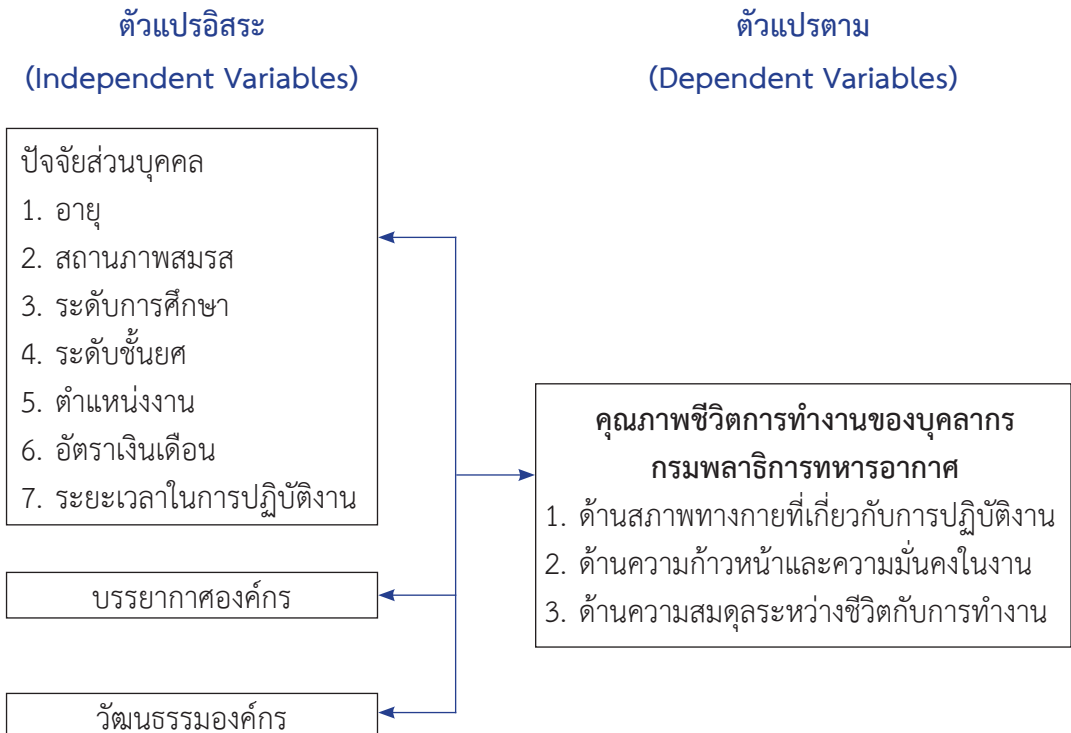 ตัวแปรอิสระ
(Independent Variables)
ตัวแปรตาม
(Dependent Variables)
ปัจจัยส่วนบุคคล
1. อายุ
2. สถานภาพสมรส
3. ระดับการศึกษา
4. ระดับชั้นยศ
5. ตำแหน่งงาน
6. อัตราเงินเดือน
7. ระยะเวลาในการปฏิบัติงาน
บรรยากาศองค์กร
วัฒนธรรมองค์กร
คุณภาพชีวิตการทำงานของบุคลากร
กรมพลาธิการทหารอากาศ
1. ด้านสภาพทางกายที่เกี่ยวกับการปฏิบัติงาน
2. ด้านความก้าวหน้าและความมั่นคงในงาน
3. ด้านความสมดุลระหว่างชีวิตกับการทำงาน